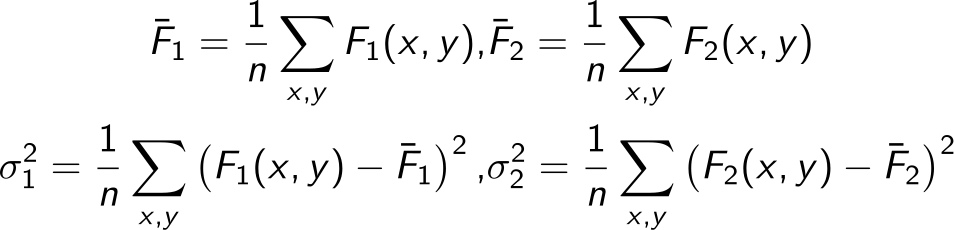 F̄₁ = 1/n ∑_{x,y} F₁(x, y), F̄₂ = 1/n ∑_{x,y} F₂(x, y)
σ₁² = 1/n ∑_{x,y} (F₁(x, y) − F̄₁)², σ₂² = 1/n ∑_{x,y} (F₂(x, y) − F̄₂)²